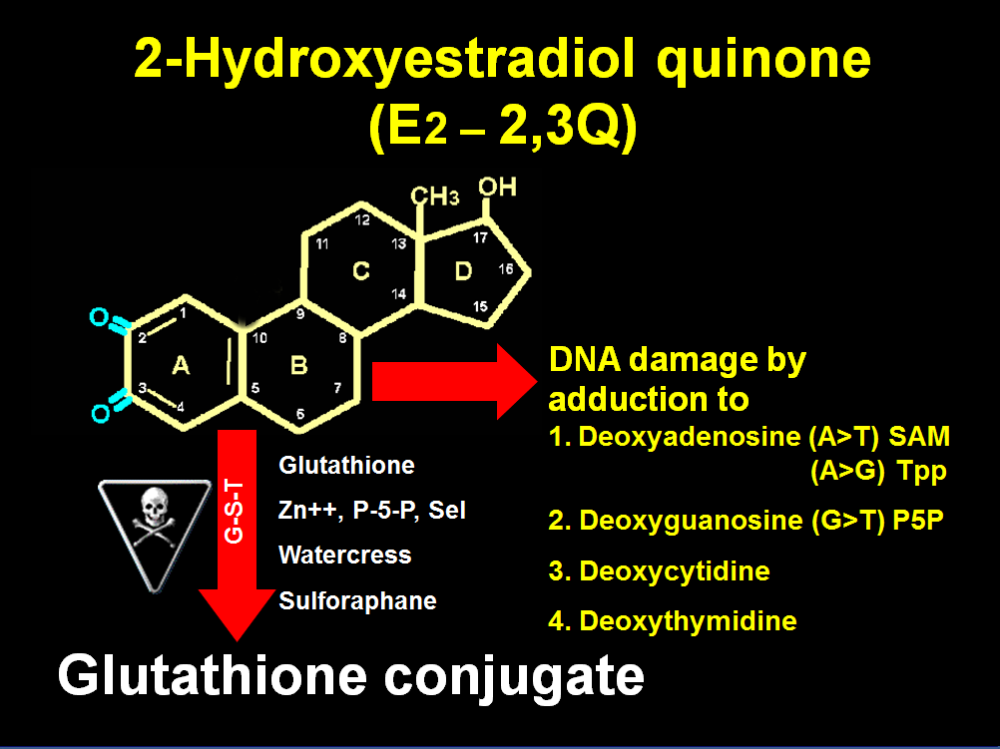 2-Hydroxyestradiol quinone
(E2 – 2,3Q)
CH3
OH
12
11
13
17
C
D
16
14
15
O
1
9
2
10
8
A
B
3
5
7
O
4
6
DNA damage by
adduction to
1. Deoxyadenosine (A>T) SAM
(A>G) Tpp
2. Deoxyguanosine (G>T) P5P
3. Deoxycytidine
4. Deoxythymidine
G-S-T
Glutathione
Zn++, P-5-P, Sel
Watercress
Sulforaphane
Glutathione conjugate